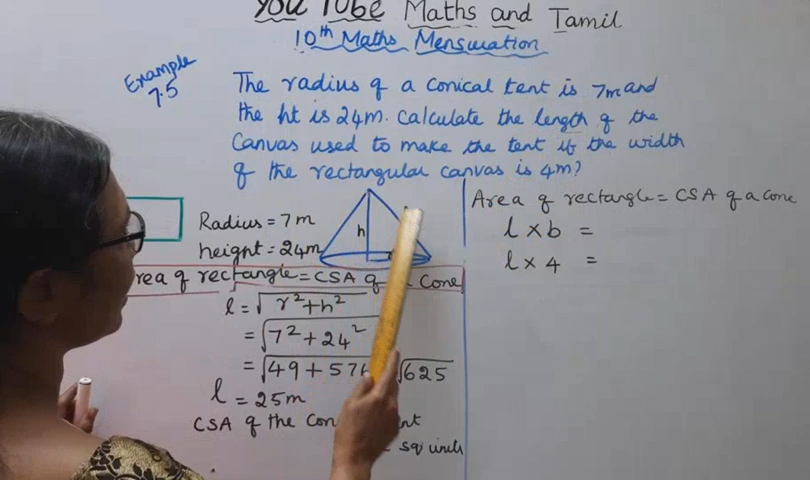 You Tube Maths and Tamil
10th Maths Mensuration
Example
7.5
The radius of a conical tent is 7m and
the ht is 24m. Calculate the length of the
Canvas used to make the tent if the width
of the rectangular canvas is 4m?
h
Radius = 7m
height = 24m
rea of rectangle = CSA of Cone
l = √r²+h²
= √7²+24²
= √49+57 √625
l = 25m
CSA of the Con nt
sq units
Area of rectangle = CSA of a cone
l × b =
l × 4 =